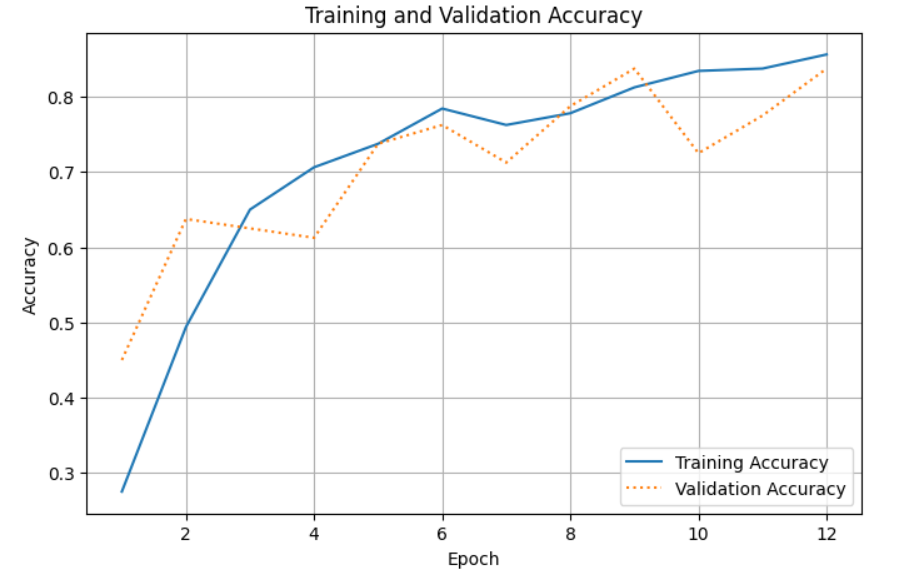 Training and Validation Accuracy
Accuracy
0.8
0.7
0.6
0.5
0.4
0.3
Training Accuracy
Validation Accuracy
2 4 6 8 10 12
Epoch